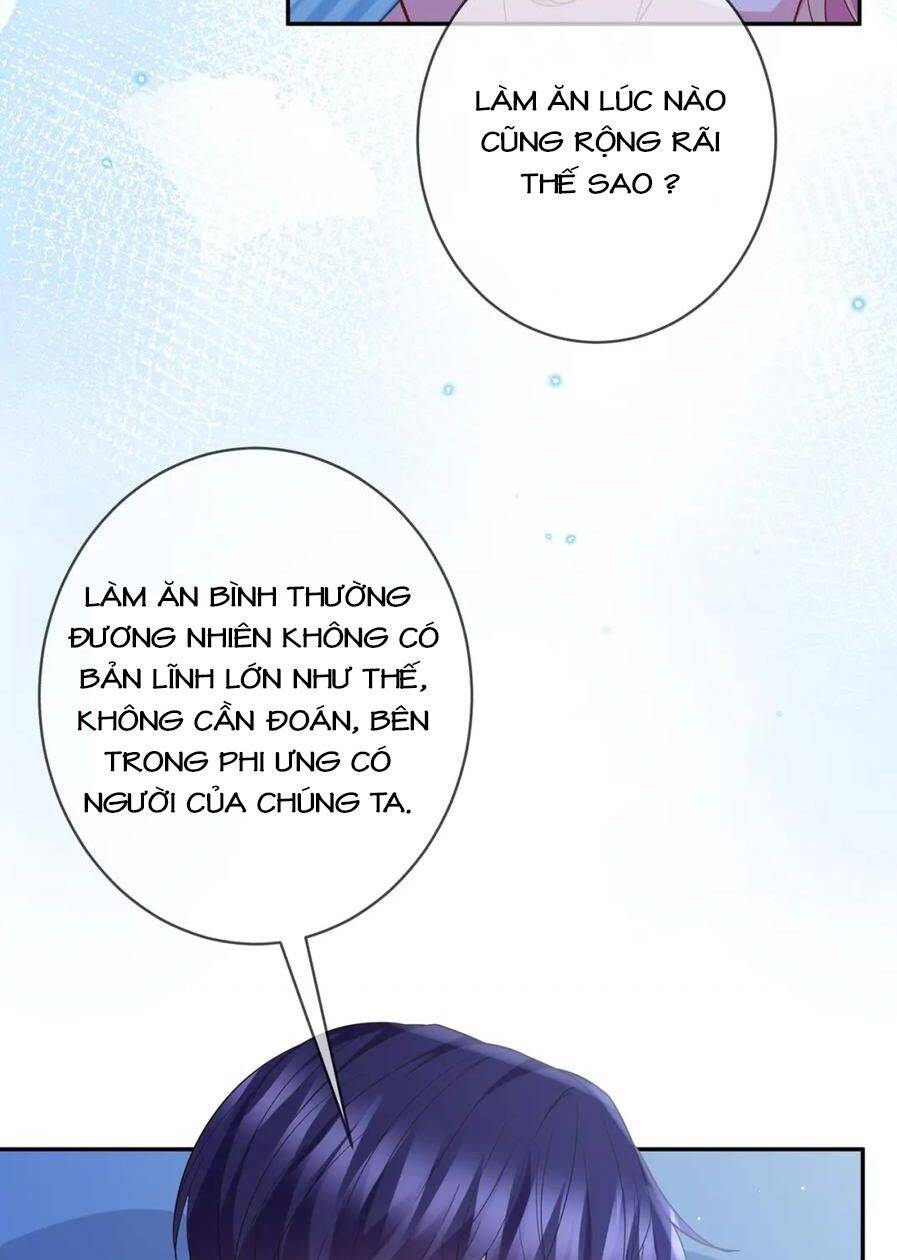 LÀM ĂN LÚC NÀO
CŨNG RỘNG RÃI
THẾ SAO ?
LÀM ĂN BÌNH THƯỜNG
ĐƯƠNG NHIÊN KHÔNG CÓ
BẢN LĨNH LỚN NHƯ THẾ,
KHÔNG CẦN ĐOÁN, BÊN
TRONG PHI ƯNG CÓ
NGƯỜI CỦA CHÚNG TA.